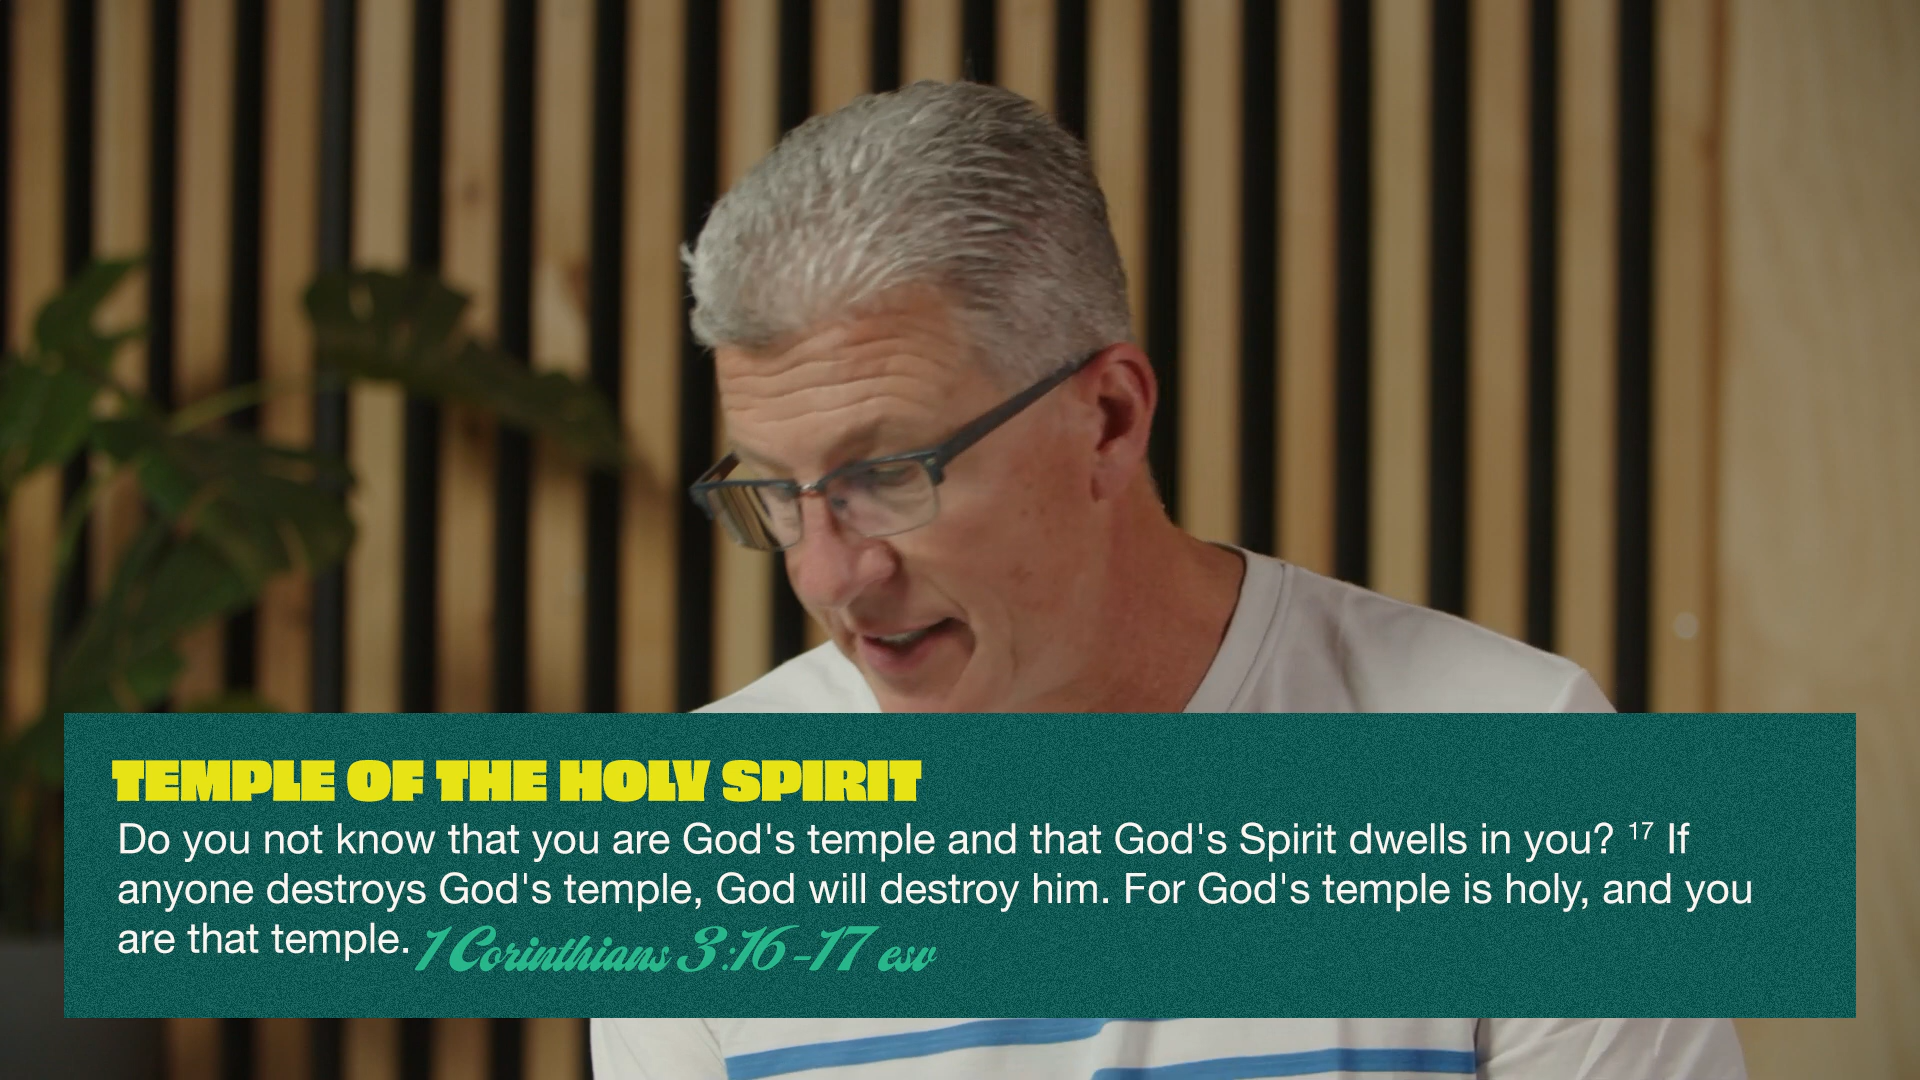 TEMPLE OF THE HOLY SPIRIT
Do you not know that you are God's temple and that God's Spirit dwells in you? 17 If
anyone destroys God's temple, God will destroy him. For God's temple is holy, and you
are that temple. 1 Corinthians 3:16-17 esv